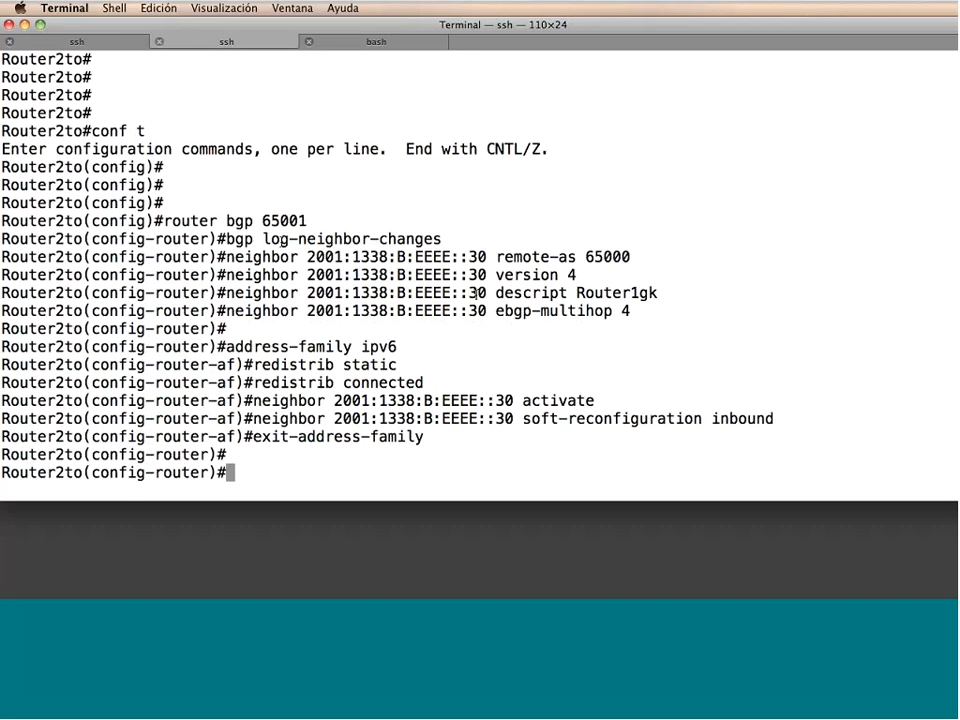 Terminal Shell Edición Visualización Ventana Ayuda
Terminal — ssh — 110×24
ssh ssh bash
Router2to#
Router2to#
Router2to#
Router2to#
Router2to#conf t
Enter configuration commands, one per line.  End with CNTL/Z.
Router2to(config)#
Router2to(config)#
Router2to(config)#
Router2to(config)#router bgp 65001
Router2to(config-router)#bgp log-neighbor-changes
Router2to(config-router)#neighbor 2001:1338:B:EEEE::30 remote-as 65000
Router2to(config-router)#neighbor 2001:1338:B:EEEE::30 version 4
Router2to(config-router)#neighbor 2001:1338:B:EEEE::30 descript Router1gk
Router2to(config-router)#neighbor 2001:1338:B:EEEE::30 ebgp-multihop 4
Router2to(config-router)#
Router2to(config-router)#address-family ipv6
Router2to(config-router-af)#redistrib static
Router2to(config-router-af)#redistrib connected
Router2to(config-router-af)#neighbor 2001:1338:B:EEEE::30 activate
Router2to(config-router-af)#neighbor 2001:1338:B:EEEE::30 soft-reconfiguration inbound
Router2to(config-router-af)#exit-address-family
Router2to(config-router)#
Router2to(config-router)#